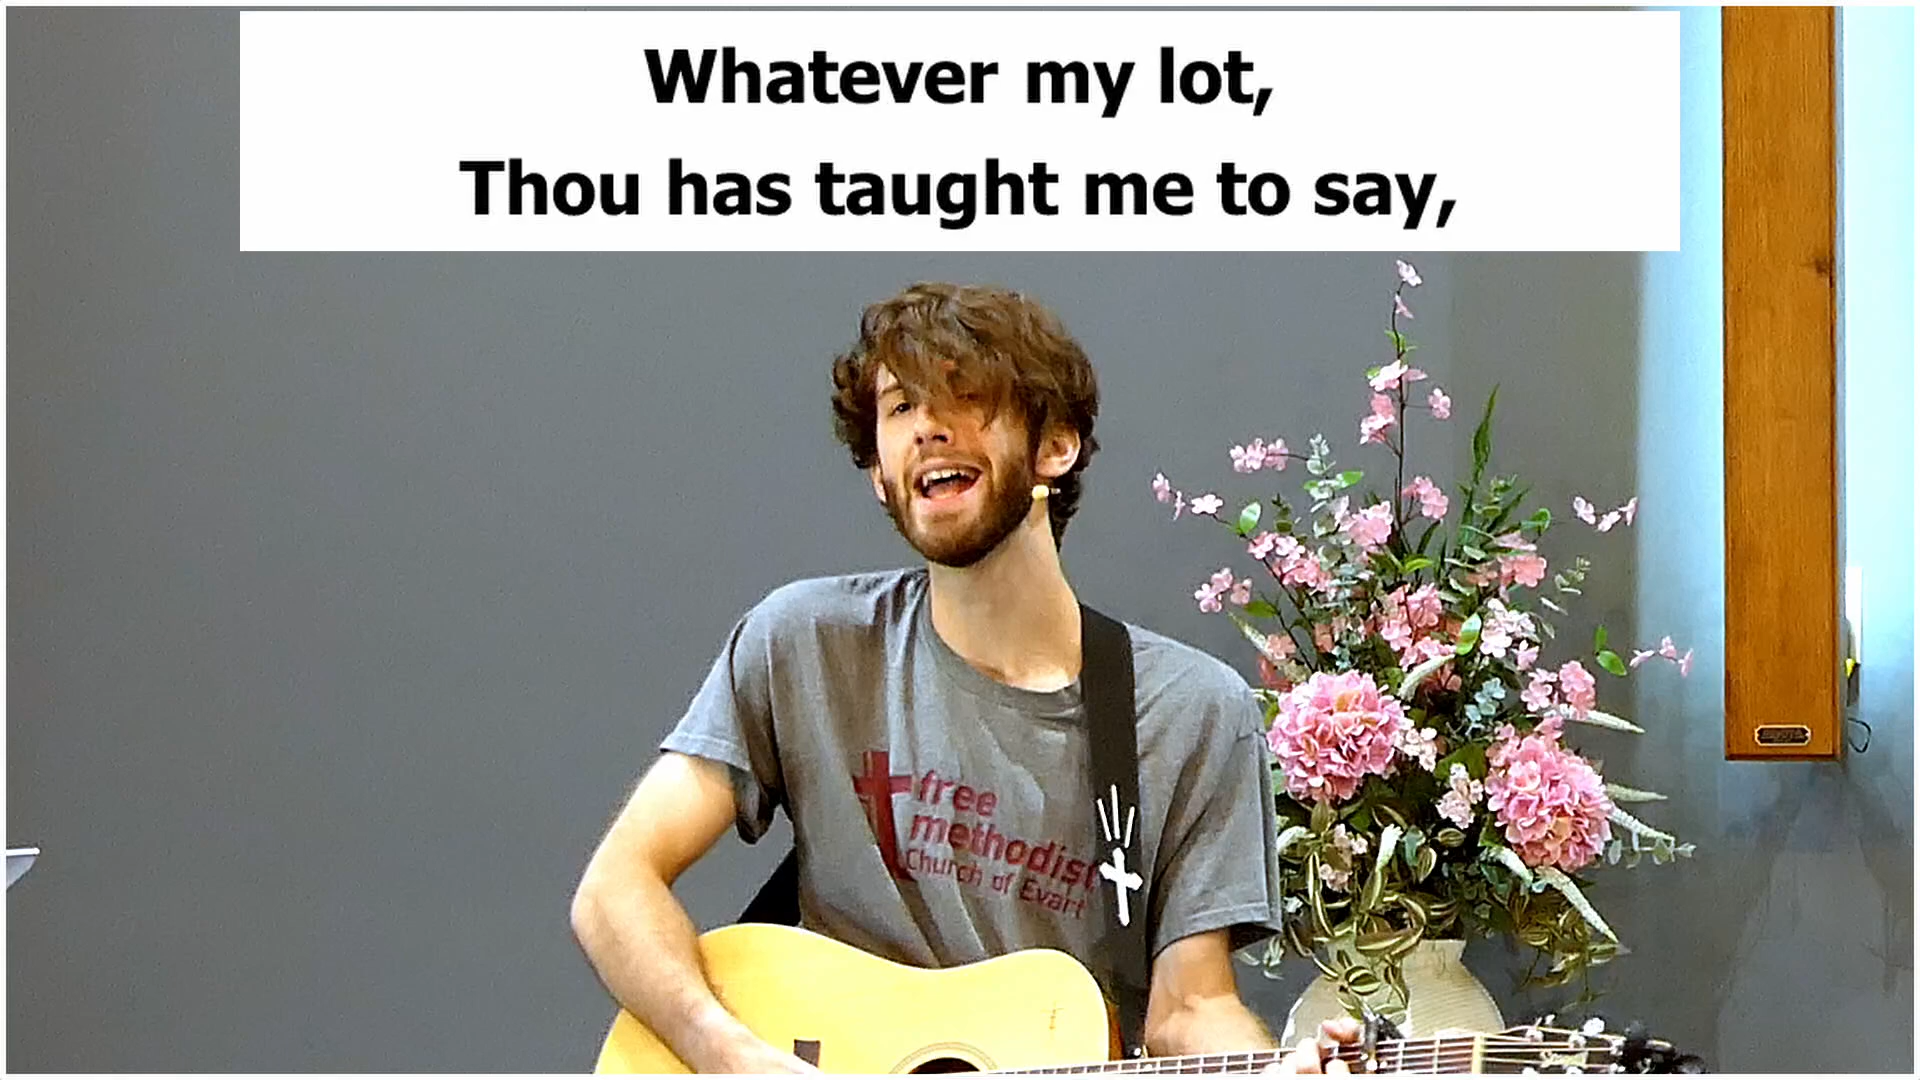 Whatever my lot,
Thou has taught me to say,
free
methodist
Church of Evart